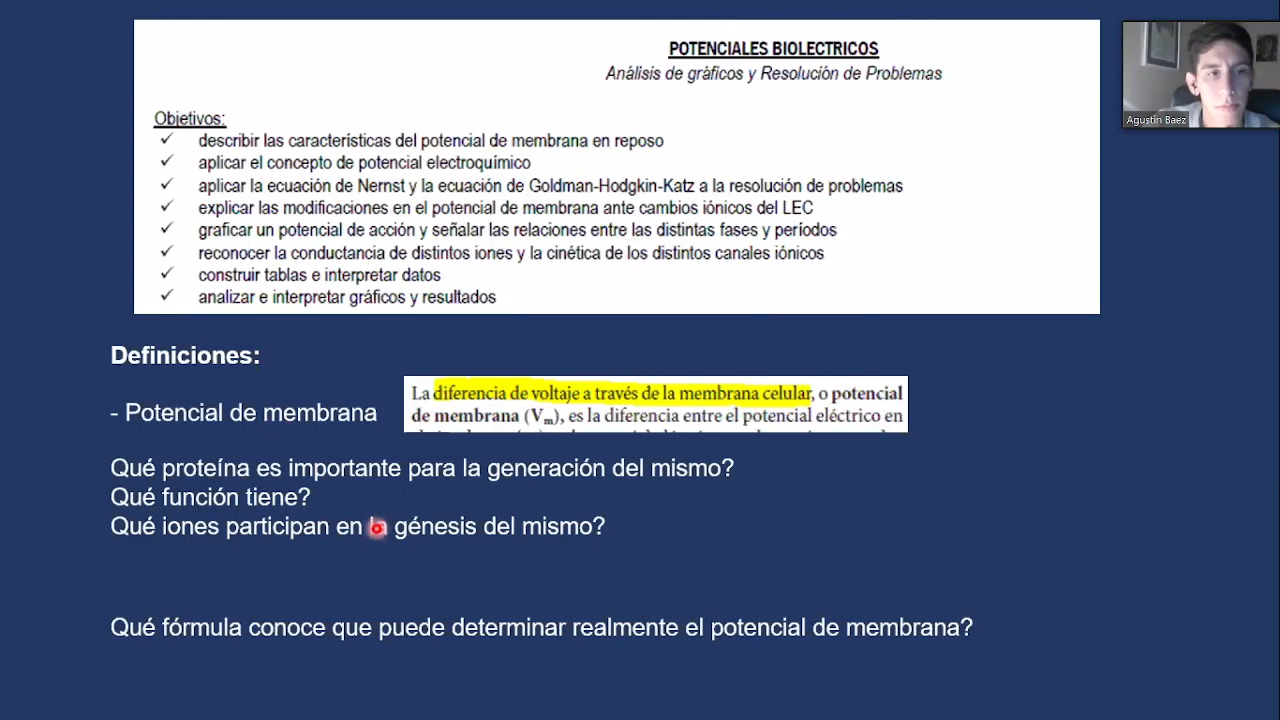 POTENCIALES BIOLECTRICOS
Análisis de gráficos y Resolución de Problemas
Agustín Baez
Objetivos:
✓ describir las características del potencial de membrana en reposo
✓ aplicar el concepto de potencial electroquímico
✓ aplicar la ecuación de Nernst y la ecuación de Goldman-Hodgkin-Katz a la resolución de problemas
✓ explicar las modificaciones en el potencial de membrana ante cambios iónicos del LEC
✓ graficar un potencial de acción y señalar las relaciones entre las distintas fases y períodos
✓ reconocer la conductancia de distintos iones y la cinética de los distintos canales iónicos
✓ construir tablas e interpretar datos
✓ analizar e interpretar gráficos y resultados
Definiciones:
- Potencial de membrana
La diferencia de voltaje a través de la membrana celular, o potencial
de membrana (Vm), es la diferencia entre el potencial eléctrico en
Qué proteína es importante para la generación del mismo?
Qué función tiene?
Qué iones participan en la génesis del mismo?
Qué fórmula conoce que puede determinar realmente el potencial de membrana?